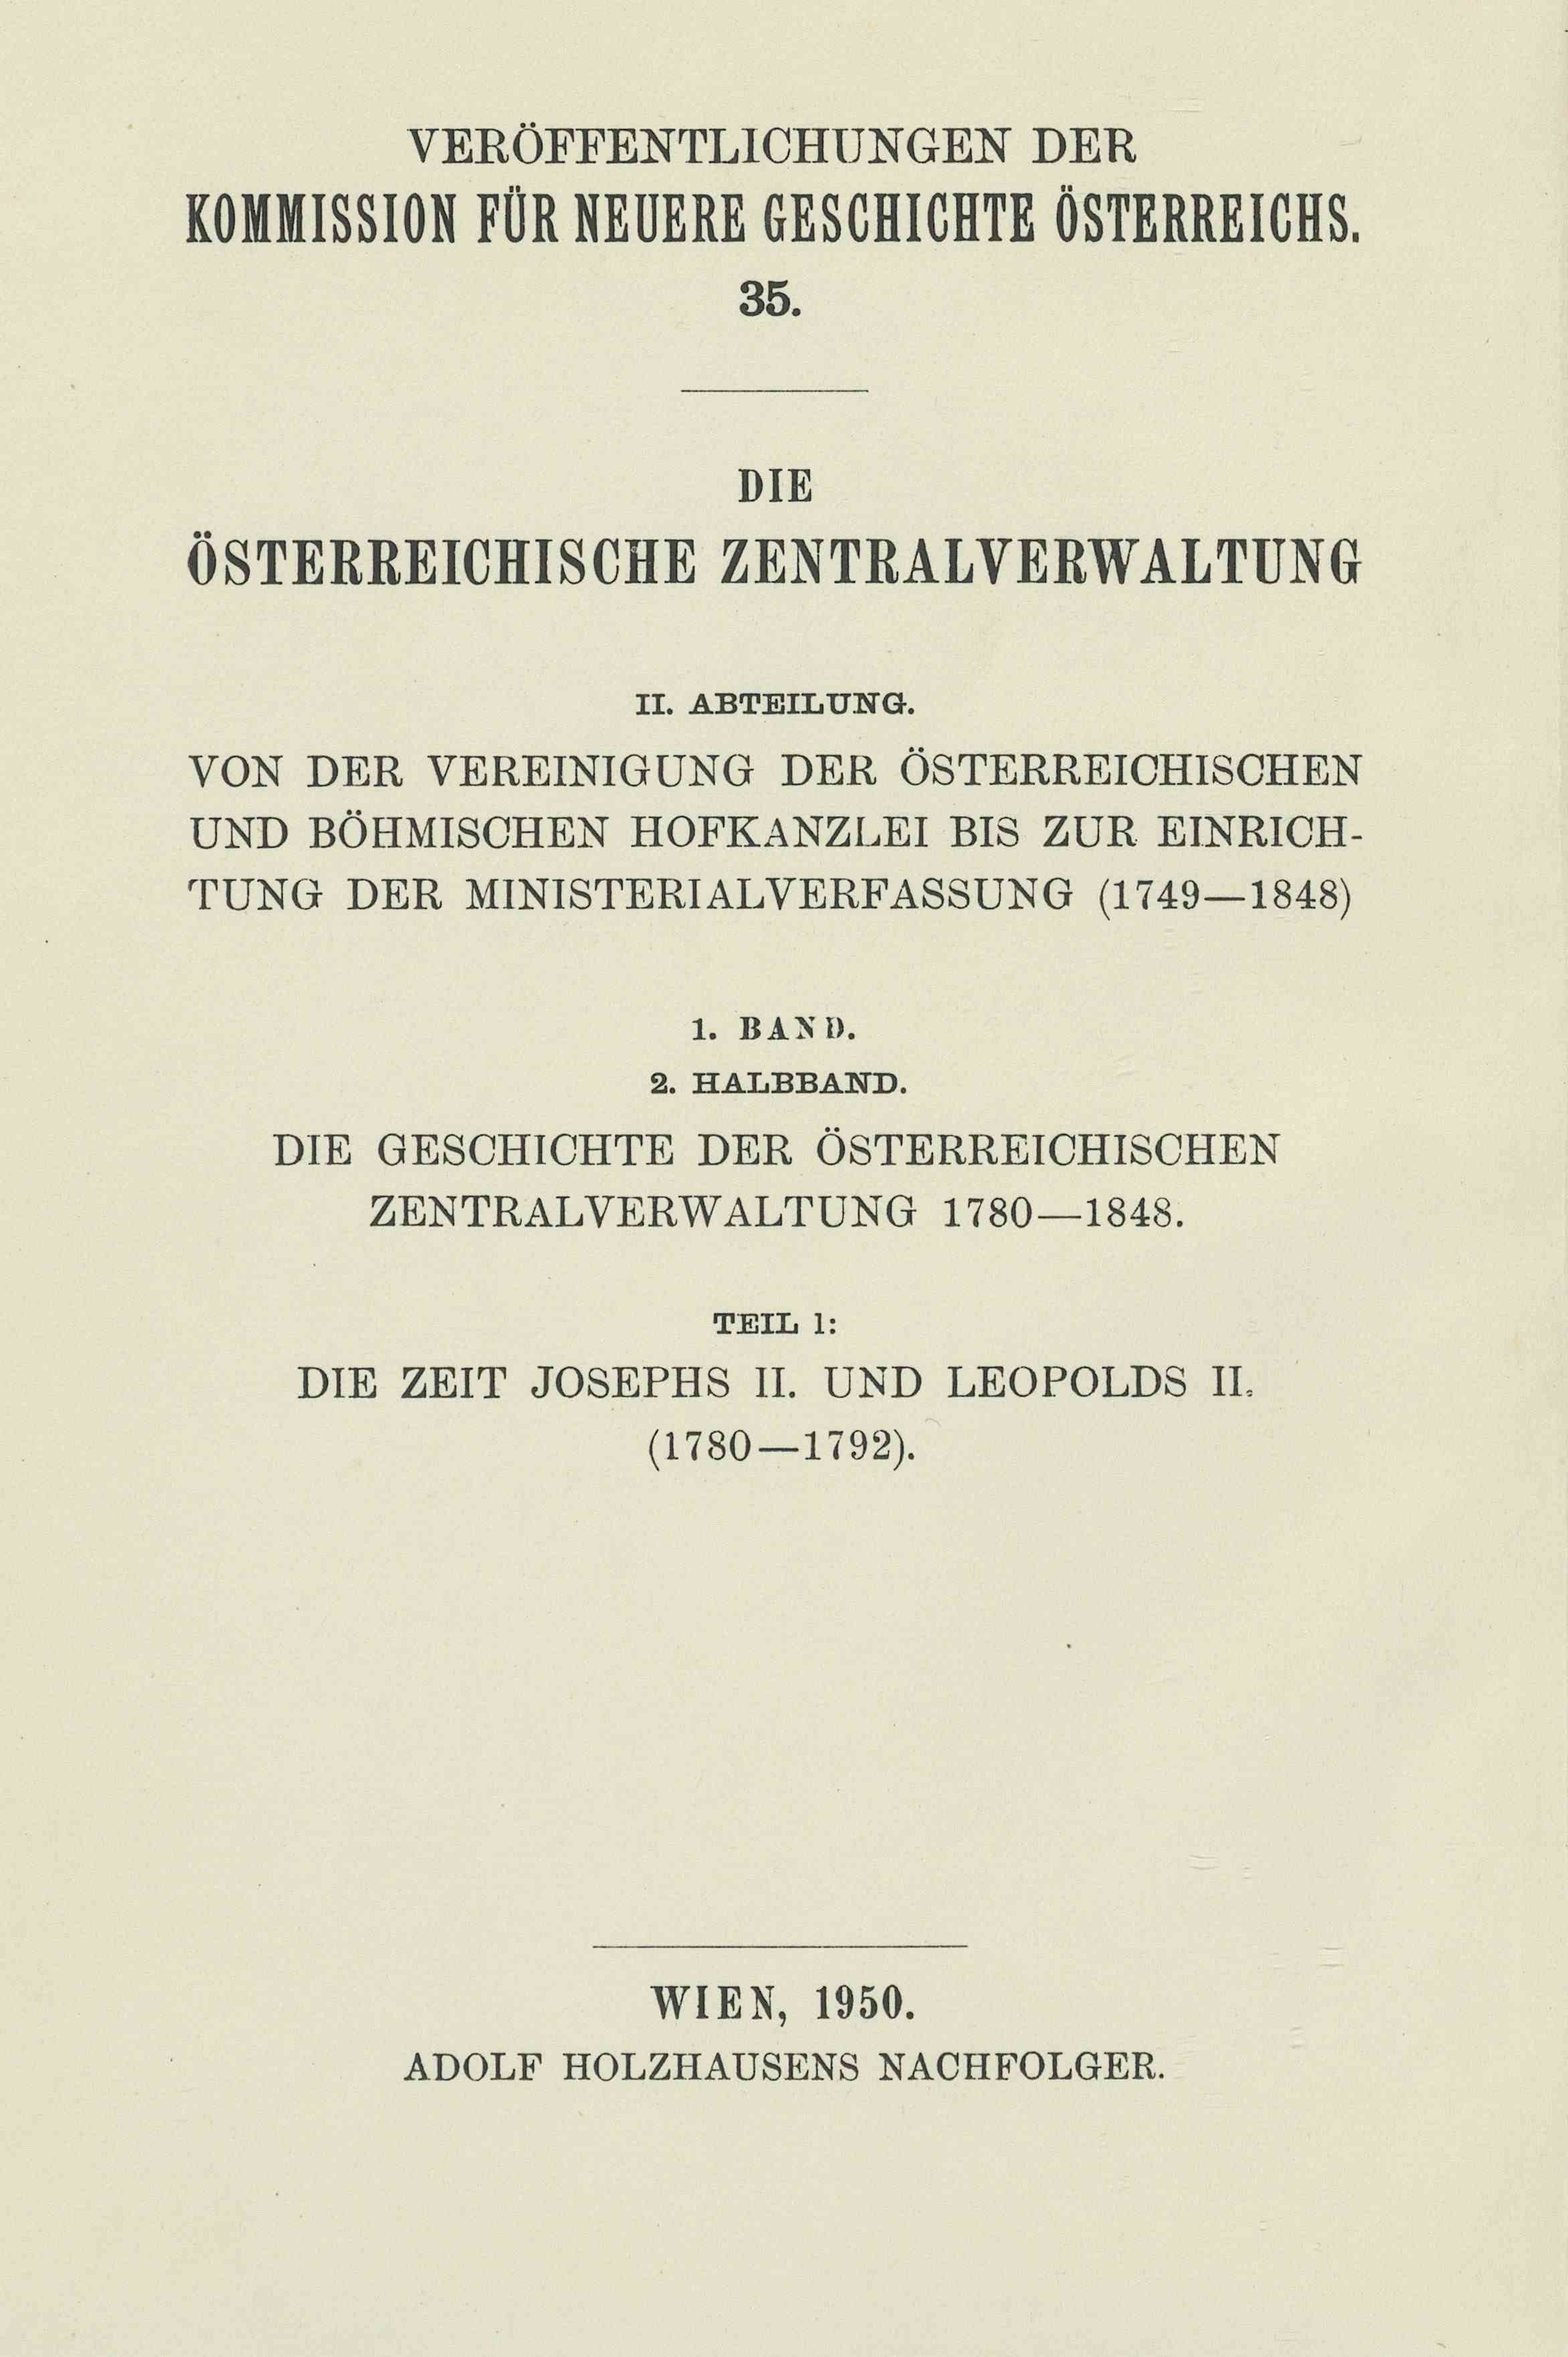 VERÖFFENTLICHUNGEN DER
KOMMISSION FÜR NEUERE GESCHICHTE ÖSTERREICHS.
35.
DIE
ÖSTERREICHISCHE ZENTRALVERWALTUNG
II. ABTEILUNG.
VON DER VEREINIGUNG DER ÖSTERREICHISCHEN
UND BÖHMISCHEN HOFKANZLEI BIS ZUR EINRICH-
TUNG DER MINISTERIALVERFASSUNG (1749—1848)
1. BAND.
2. HALBBAND.
DIE GESCHICHTE DER ÖSTERREICHISCHEN
ZENTRALVERWALTUNG 1780—1848.
TEIL 1:
DIE ZEIT JOSEPHS II. UND LEOPOLDS II.
(1780—1792).
WIEN, 1950.
ADOLF HOLZHAUSENS NACHFOLGER.